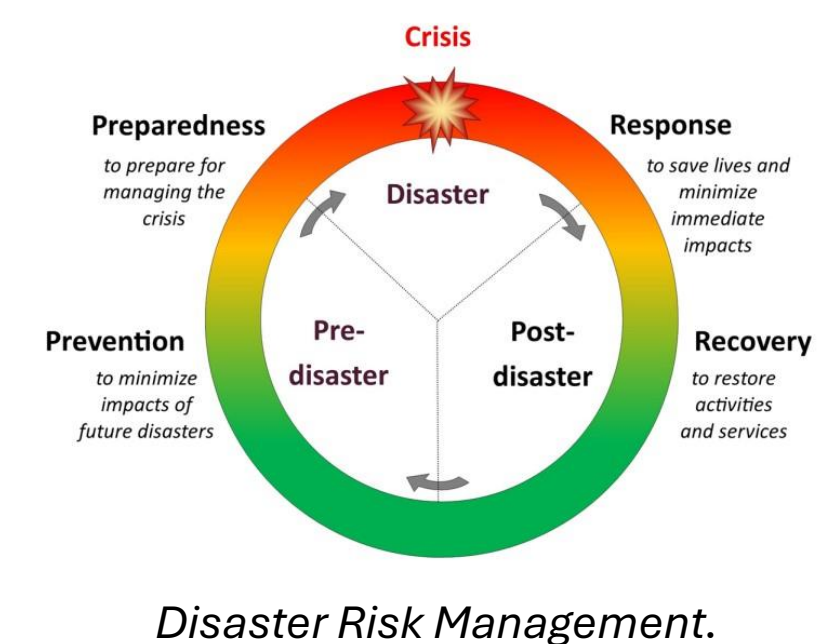 Crisis
Preparedness
to prepare for
managing the
crisis
Response
to save lives and
minimize
immediate
impacts
Disaster
Pre-
disaster
Post-
disaster
Prevention
to minimize
impacts of
future disasters
Recovery
to restore
activities
and services
Disaster Risk Management.